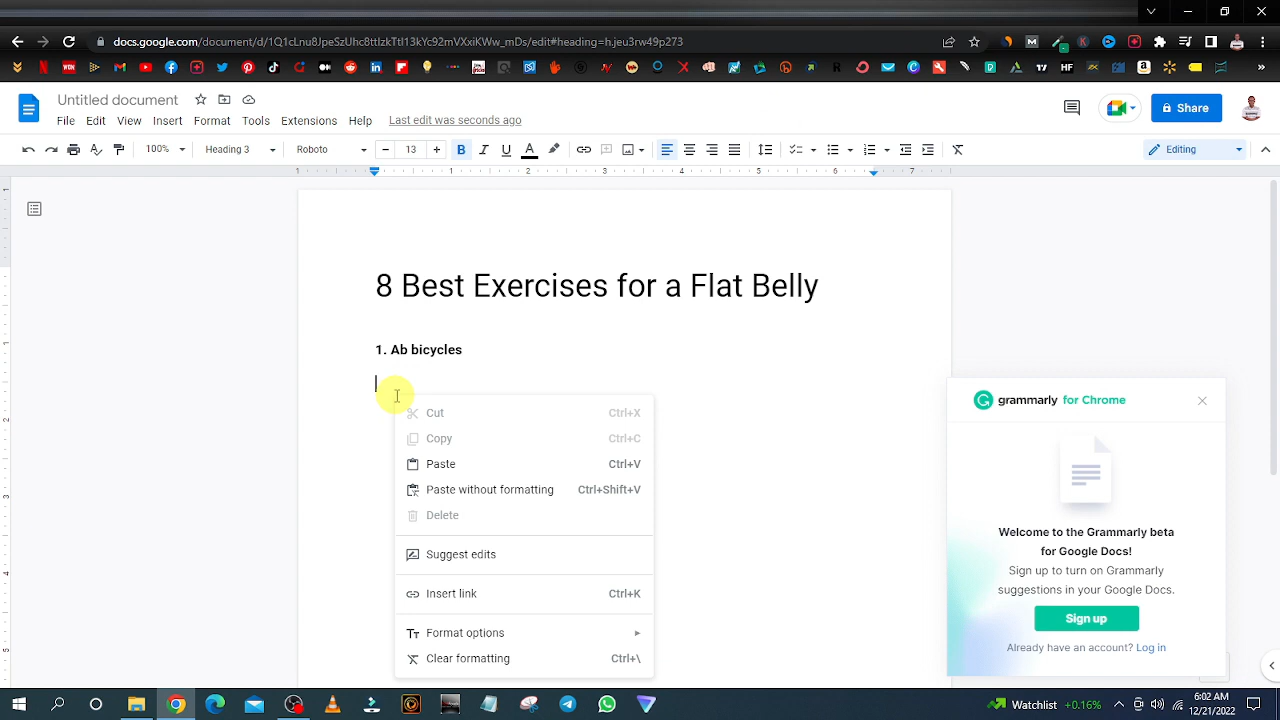 docs.google.com/document/d/1Q1cLnu8JpeSzUhc8ttIzkTtI13kYc92mVXxiKWw_mDs/edit#heading=h.jeu3rw49p273
Untitled document
File Edit View Insert Format Tools Extensions Help Last edit was seconds ago
Share
100% Heading 3 Roboto 13 B I U A Editing
8 Best Exercises for a Flat Belly
1. Ab bicycles
Cut Ctrl+X
Copy Ctrl+C
Paste Ctrl+V
Paste without formatting Ctrl+Shift+V
Delete
Suggest edits
Insert link Ctrl+K
Format options
Clear formatting Ctrl+\
grammarly for Chrome
Welcome to the Grammarly beta
for Google Docs!
Sign up to turn on Grammarly
suggestions in your Google Docs.
Sign up
Already have an account? Log in
Watchlist +0.16%
6:02 AM
12/21/2022